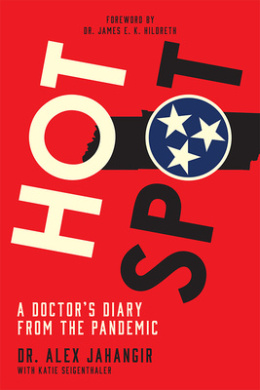 FOREWORD BY
DR. JAMES E. K. HILDRETH
HOT
SPOT
A DOCTOR'S DIARY
FROM THE PANDEMIC
DR. ALEX JAHANGIR
WITH KATIE SEIGENTHALER